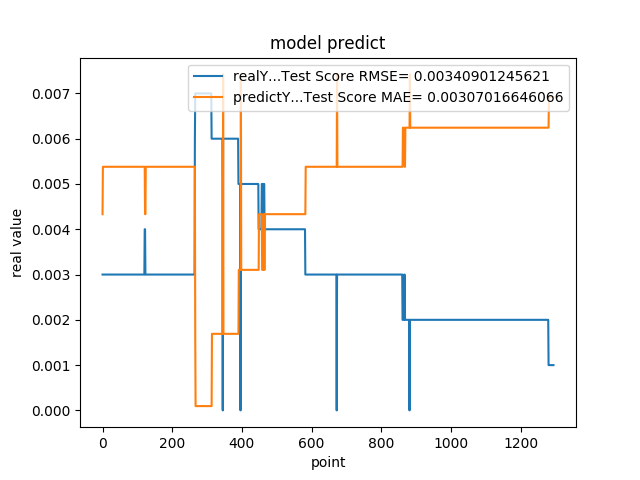 model predict
realY...Test Score RMSE= 0.00340901245621
predictY...Test Score MAE= 0.00307016646066
0.007
0.006
0.005
0.004
0.003
0.002
0.001
0.000
real value
0 200 400 600 800 1000 1200
point